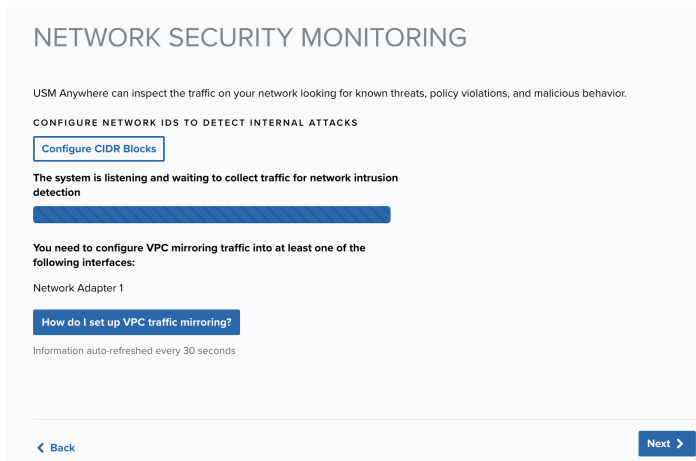 NETWORK SECURITY MONITORING
USM Anywhere can inspect the traffic on your network looking for known threats, policy violations, and malicious behavior.
CONFIGURE NETWORK IDS TO DETECT INTERNAL ATTACKS
Configure CIDR Blocks
The system is listening and waiting to collect traffic for network intrusion
detection
You need to configure VPC mirroring traffic into at least one of the
following interfaces:
Network Adapter 1
How do I set up VPC traffic mirroring?
Information auto-refreshed every 30 seconds
Back
Next